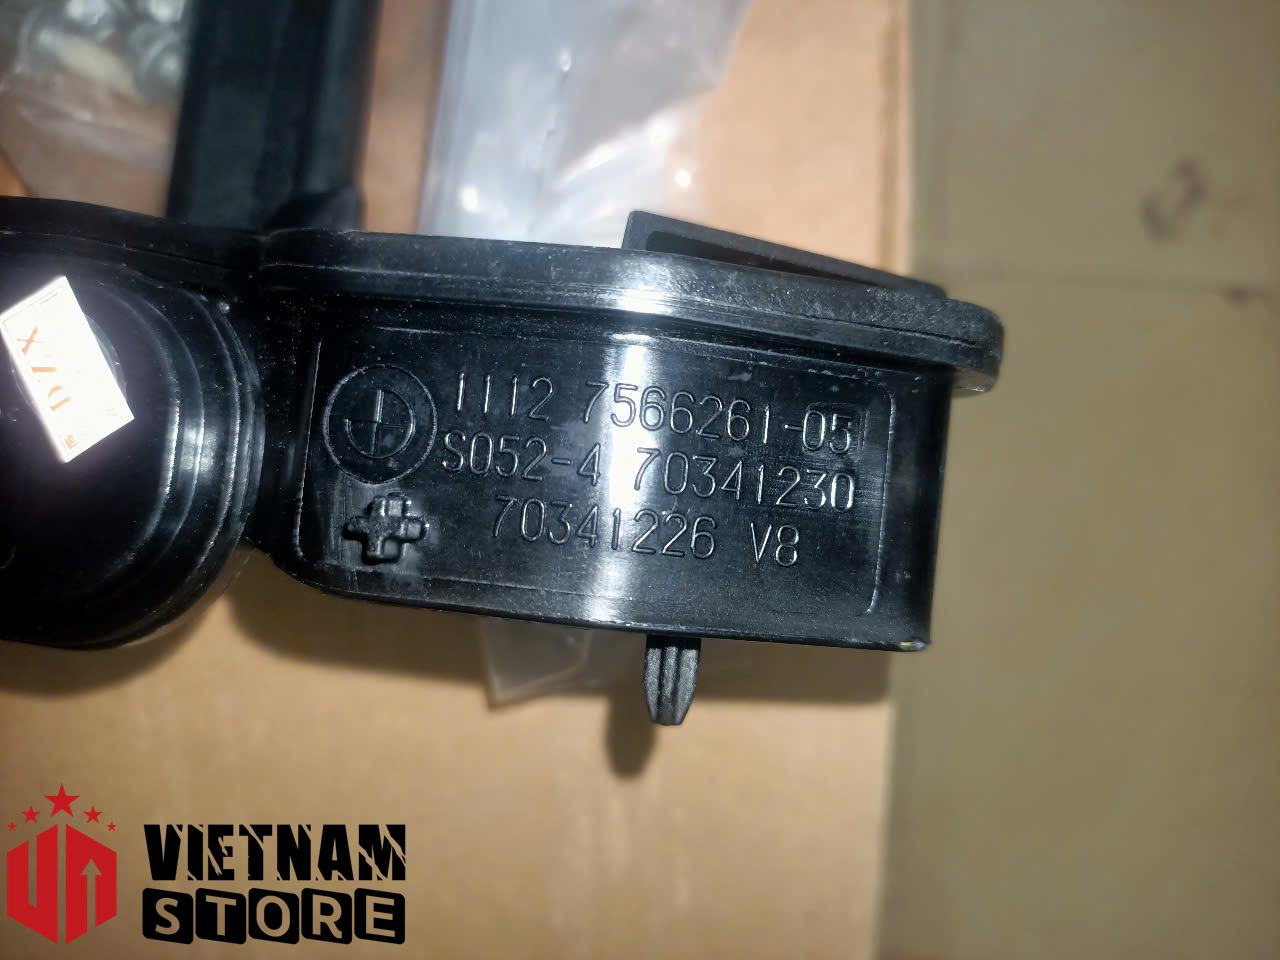 DZX
1112 7566261-05
S052-4 70341230
70341226 V8
VIETNAM
STORE